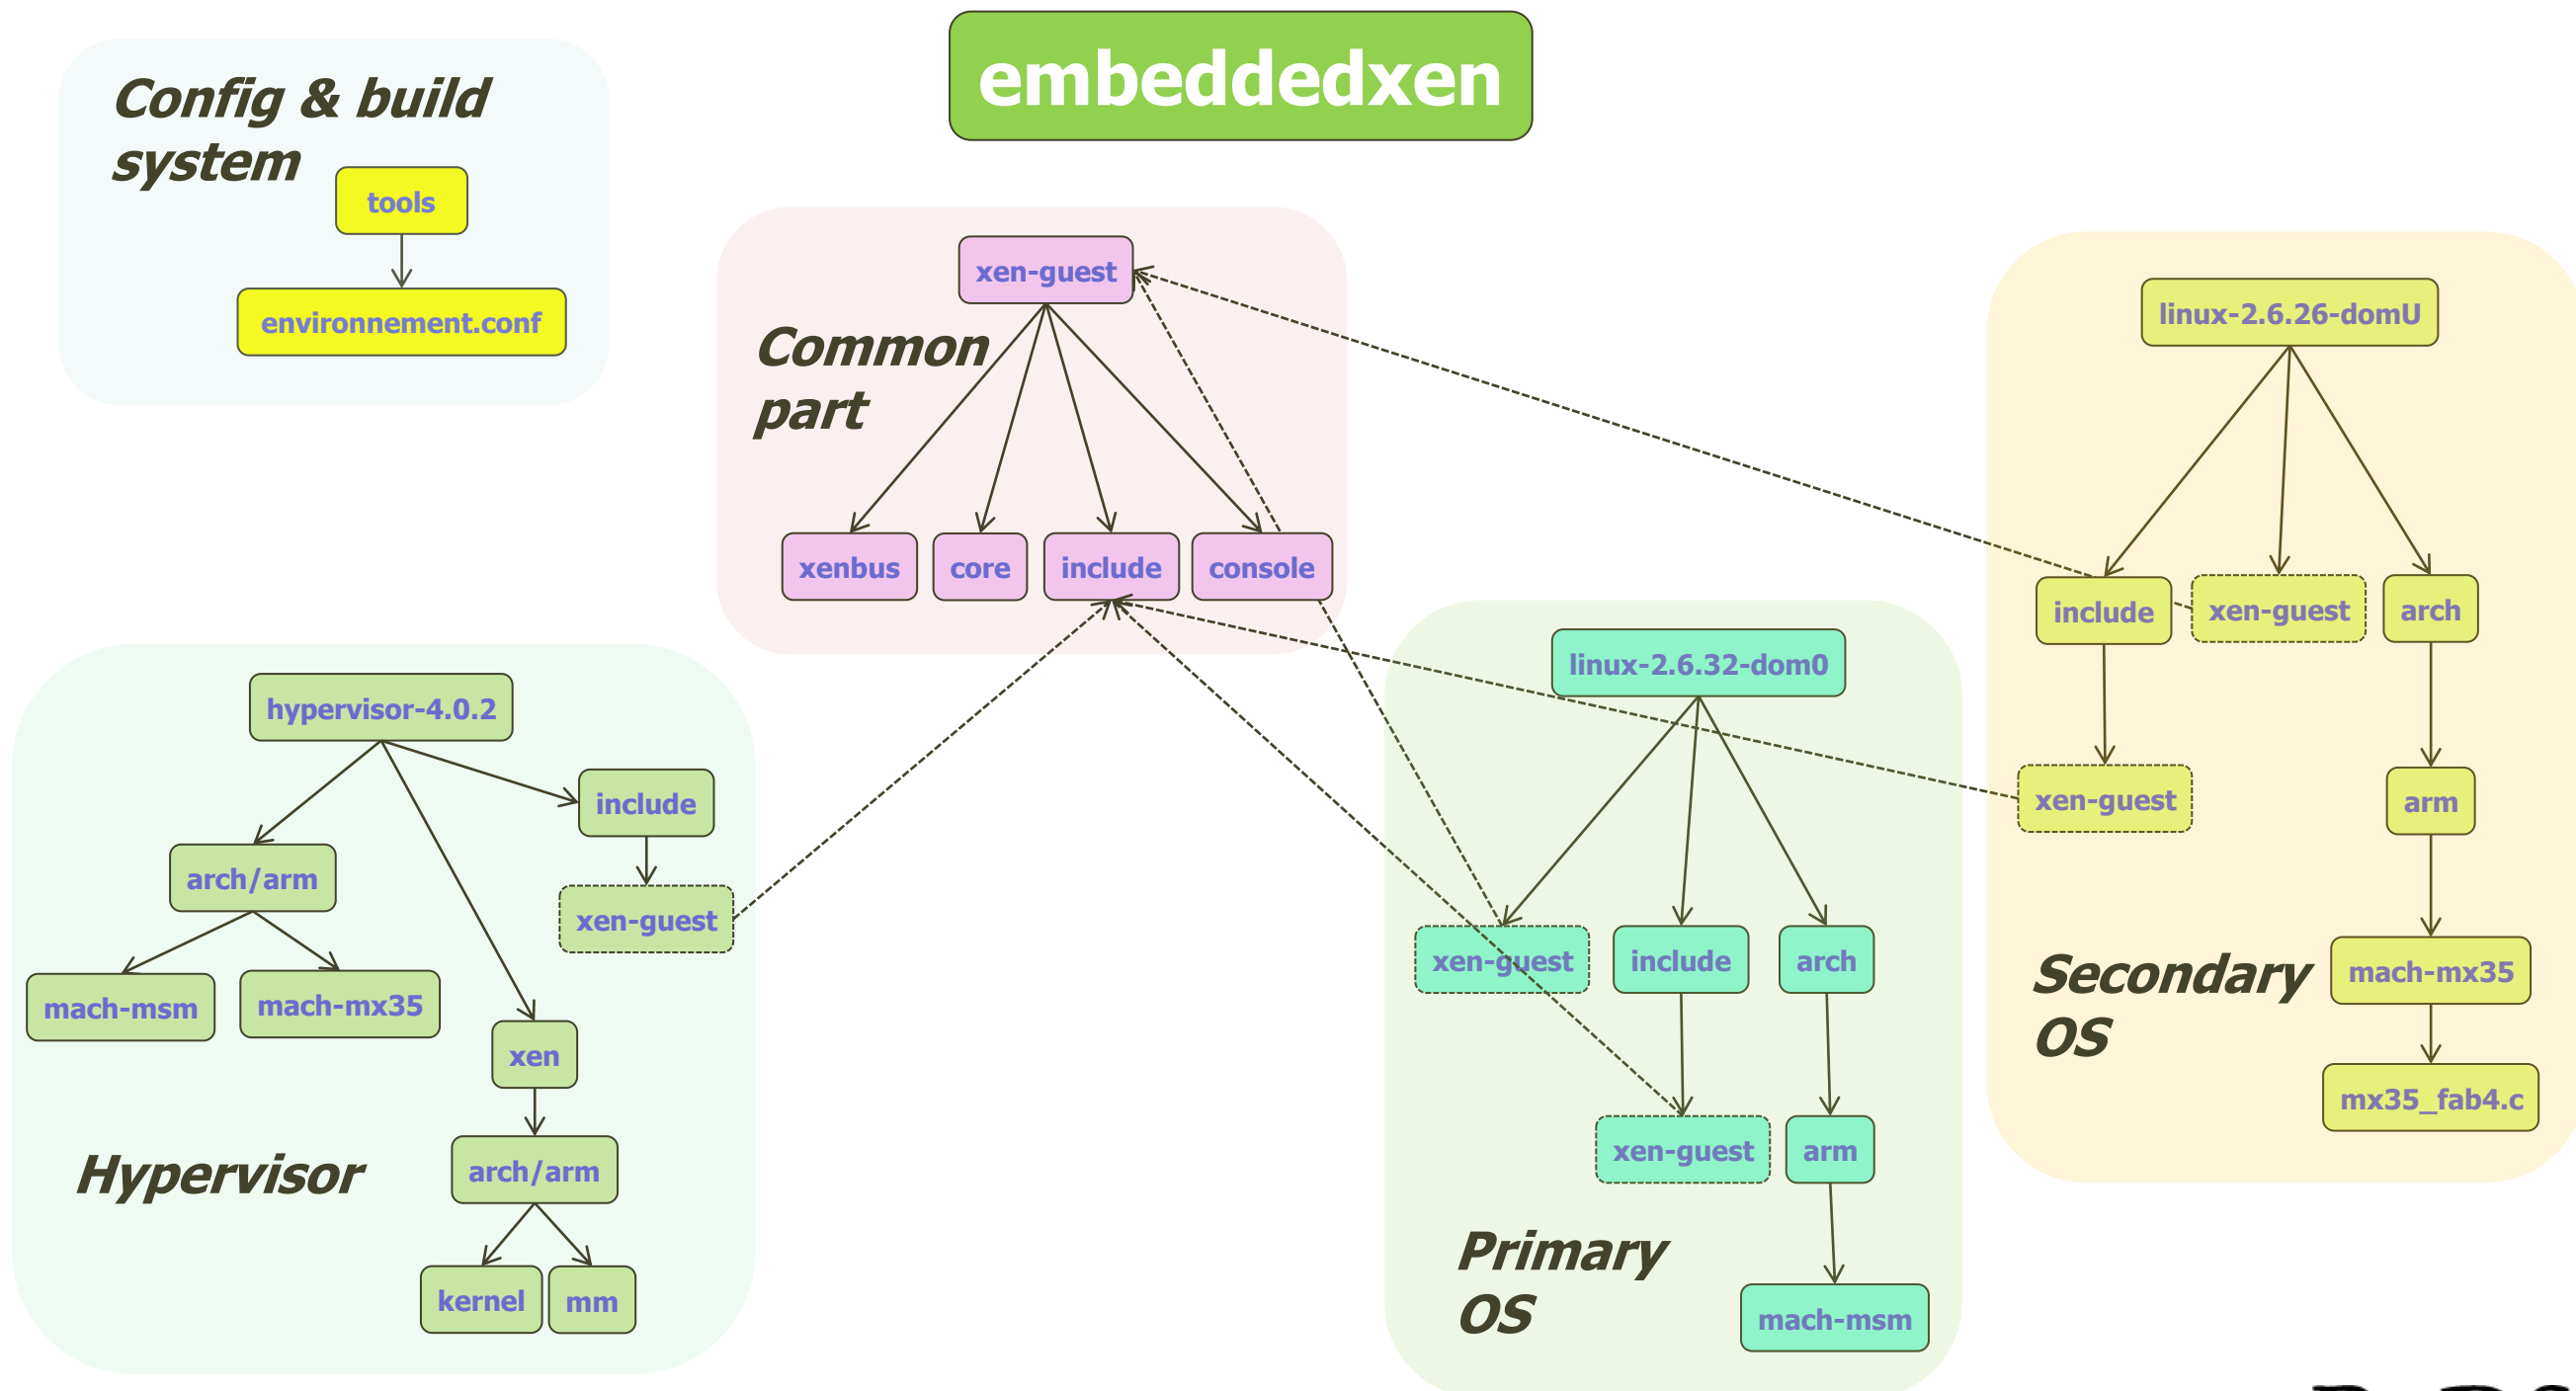 embeddedxen
Config & build
system
tools
environnement.conf
xen-guest
Common
part
xenbus
core
include
console
linux-2.6.26-domU
include
xen-guest
arch
xen-guest
arm
mach-mx35
mx35_fab4.c
Secondary
OS
hypervisor-4.0.2
include
arch/arm
xen-guest
mach-msm
mach-mx35
xen
arch/arm
kernel
mm
Hypervisor
linux-2.6.32-dom0
xen-guest
include
arch
xen-guest
arm
mach-msm
Primary
OS